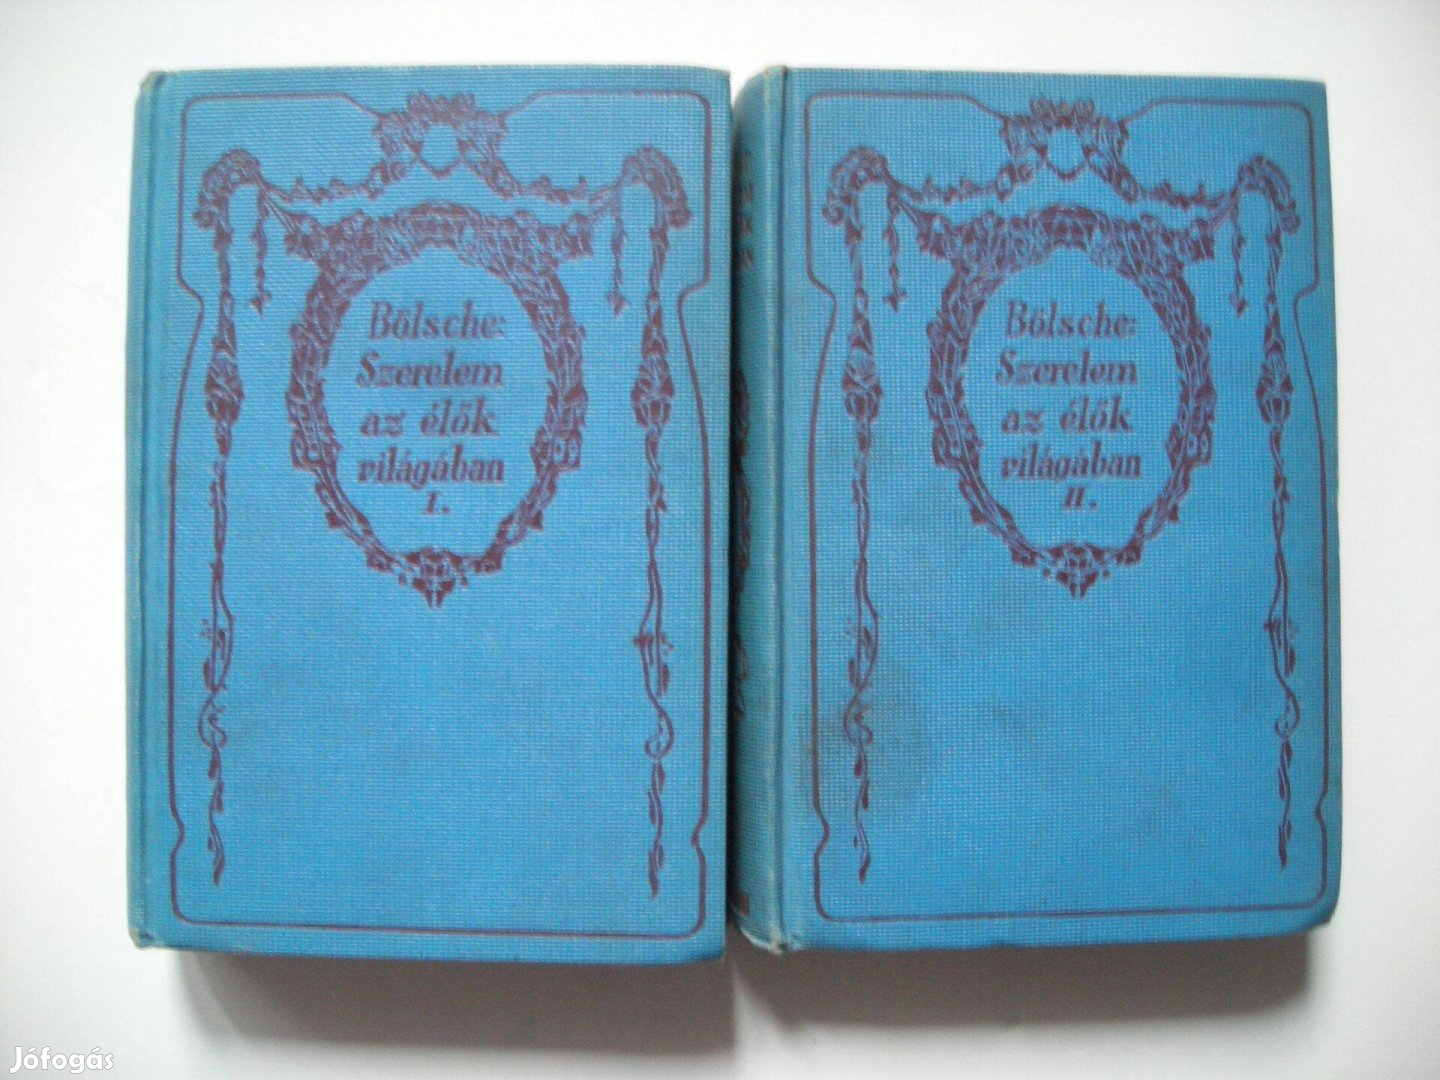 Bölsche:
Szerelem
az élők
világában
I.
Bölsche:
Szerelem
az élők
világában
II.
Jófogás